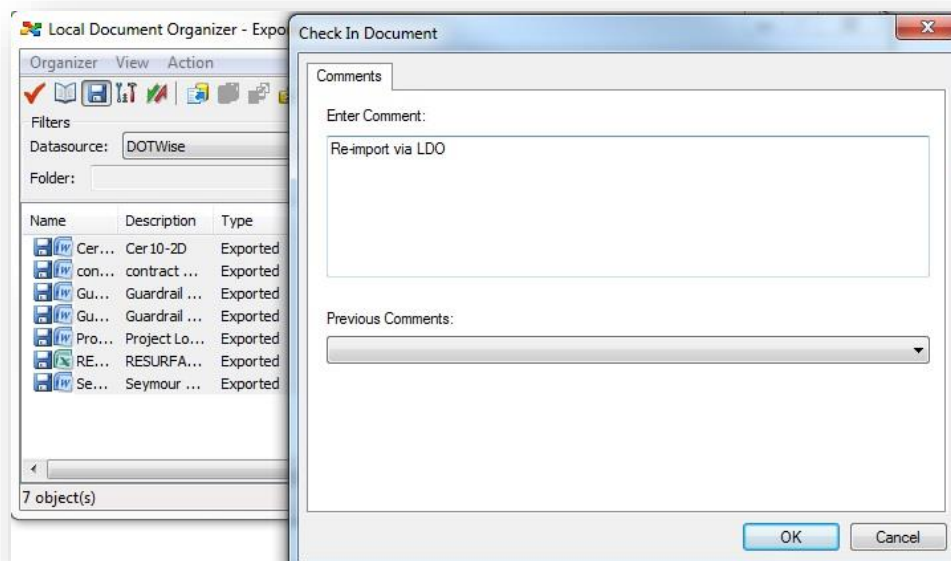 Local Document Organizer - Expo
Organizer View Action
Filters
Datasource: DOTWise
Folder:
Name Description Type
Cer... Cer10-2D Exported
con... contract ... Exported
Gu... Guardrail ... Exported
Gu... Guardrail ... Exported
Pro... Project Lo... Exported
RE... RESURFA... Exported
Se... Seymour ... Exported
7 object(s)
Check In Document
Comments
Enter Comment:
Re-import via LDO
Previous Comments:
OK Cancel